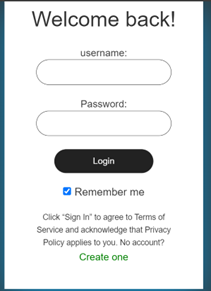 Welcome back!
username:
Password:
Login
Remember me
Click “Sign In” to agree to Terms of
Service and acknowledge that Privacy
Policy applies to you. No account?
Create one